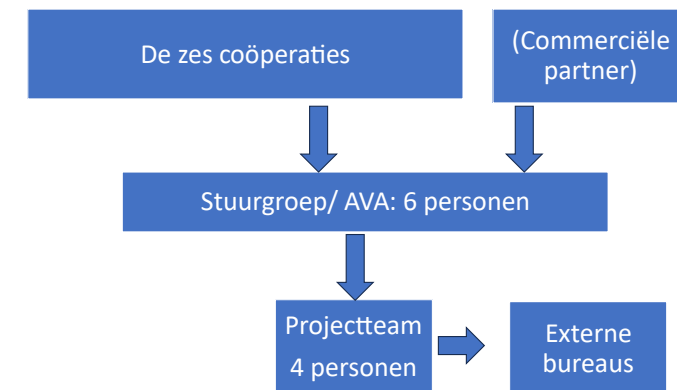 De zes coöperaties
(Commerciële
partner)
Stuurgroep/ AVA: 6 personen
Projectteam
4 personen
Externe
bureaus